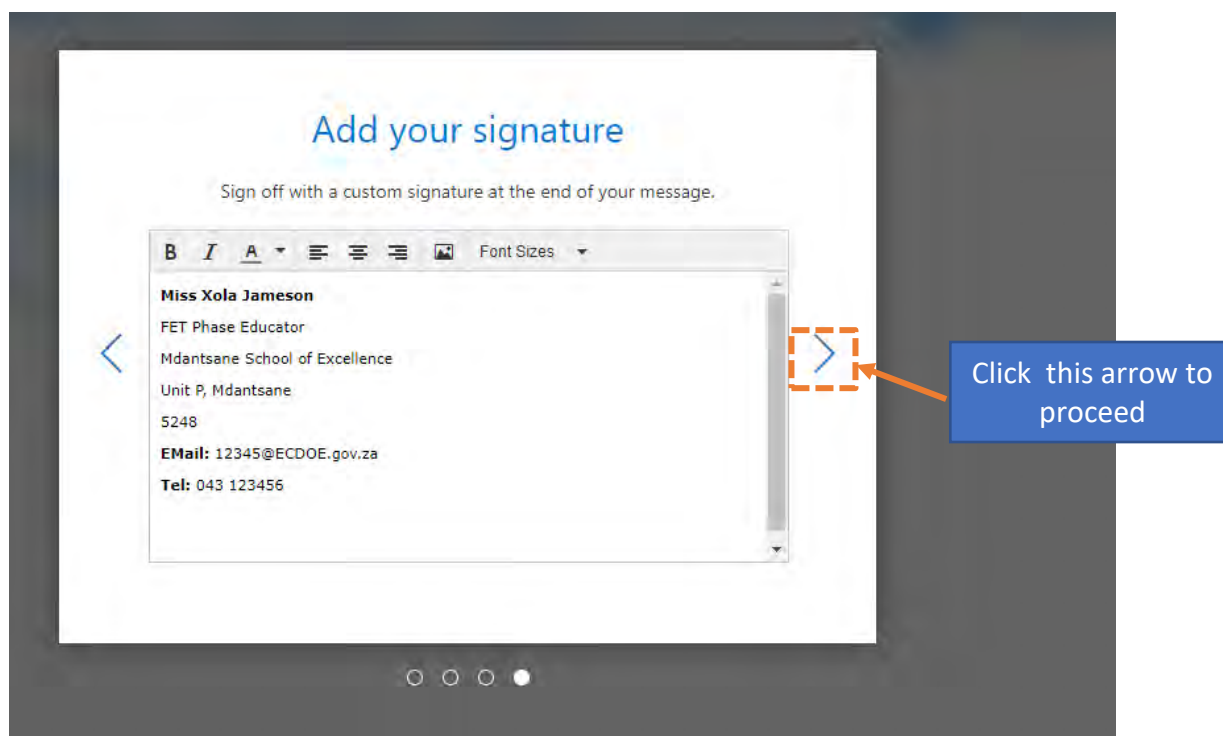 Add your signature
Sign off with a custom signature at the end of your message.
B I A Font Sizes
Miss Xola Jameson
FET Phase Educator
Mdantsane School of Excellence
Unit P, Mdantsane
5248
EMail: 12345@ECDOE.gov.za
Tel: 043 123456
Click this arrow to
proceed